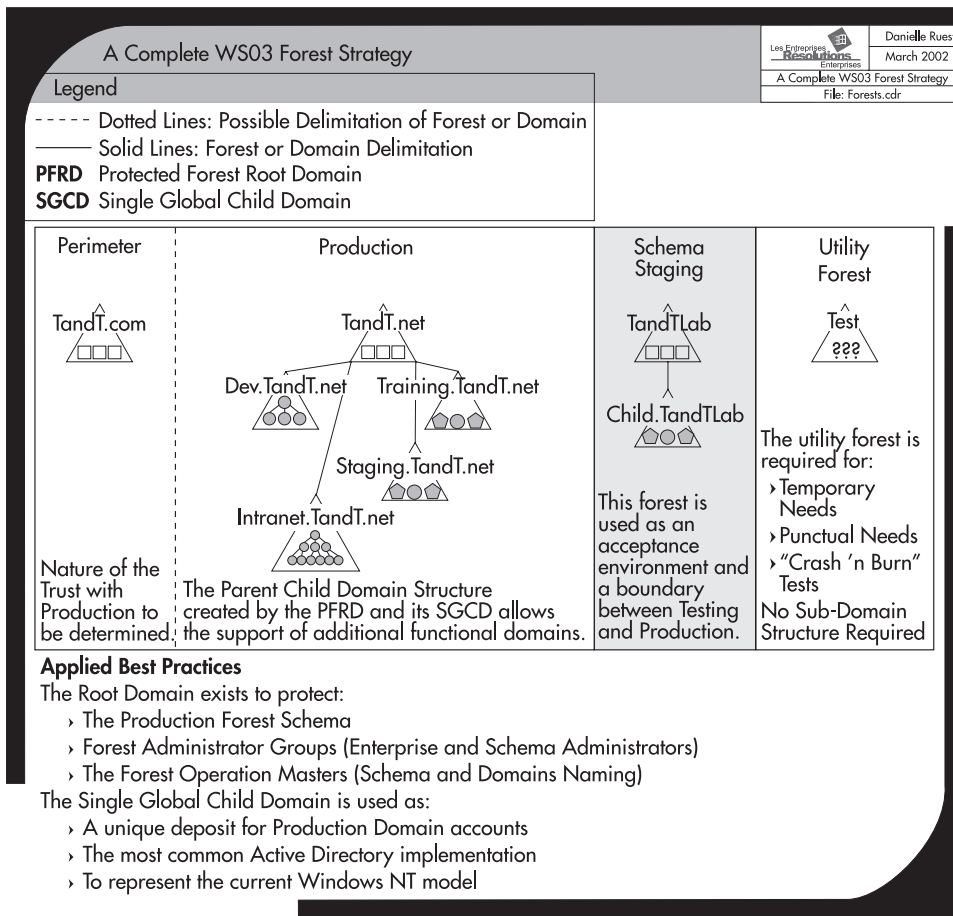 A Complete WS03 Forest Strategy
Les Entreprises
Résolutions
Enterprises
Danielle Rues
March 2002
A Complete WS03 Forest Strategy
File: Forests.cdr
Legend
Dotted Lines: Possible Delimitation of Forest or Domain
Solid Lines: Forest or Domain Delimitation
PFRD Protected Forest Root Domain
SGCD Single Global Child Domain
Perimeter
TandT.com
Nature of the
Trust with
Production to
be determined.
Production
TandT.net
Dev.TandT.net
Training.TandT.net
Staging.TandT.net
Intranet.TandT.net
The Parent Child Domain Structure
created by the PFRD and its SGCD allows
the support of additional functional domains.
Schema
Staging
TandTLab
Child.TandTLab
This forest is
used as an
acceptance
environment and
a boundary
between Testing
and Production.
Utility
Forest
Test
???
The utility forest is
required for:
› Temporary
Needs
› Punctual Needs
› “Crash ’n Burn”
Tests
No Sub-Domain
Structure Required
Applied Best Practices
The Root Domain exists to protect:
› The Production Forest Schema
› Forest Administrator Groups (Enterprise and Schema Administrators)
› The Forest Operation Masters (Schema and Domains Naming)
The Single Global Child Domain is used as:
› A unique deposit for Production Domain accounts
› The most common Active Directory implementation
› To represent the current Windows NT model